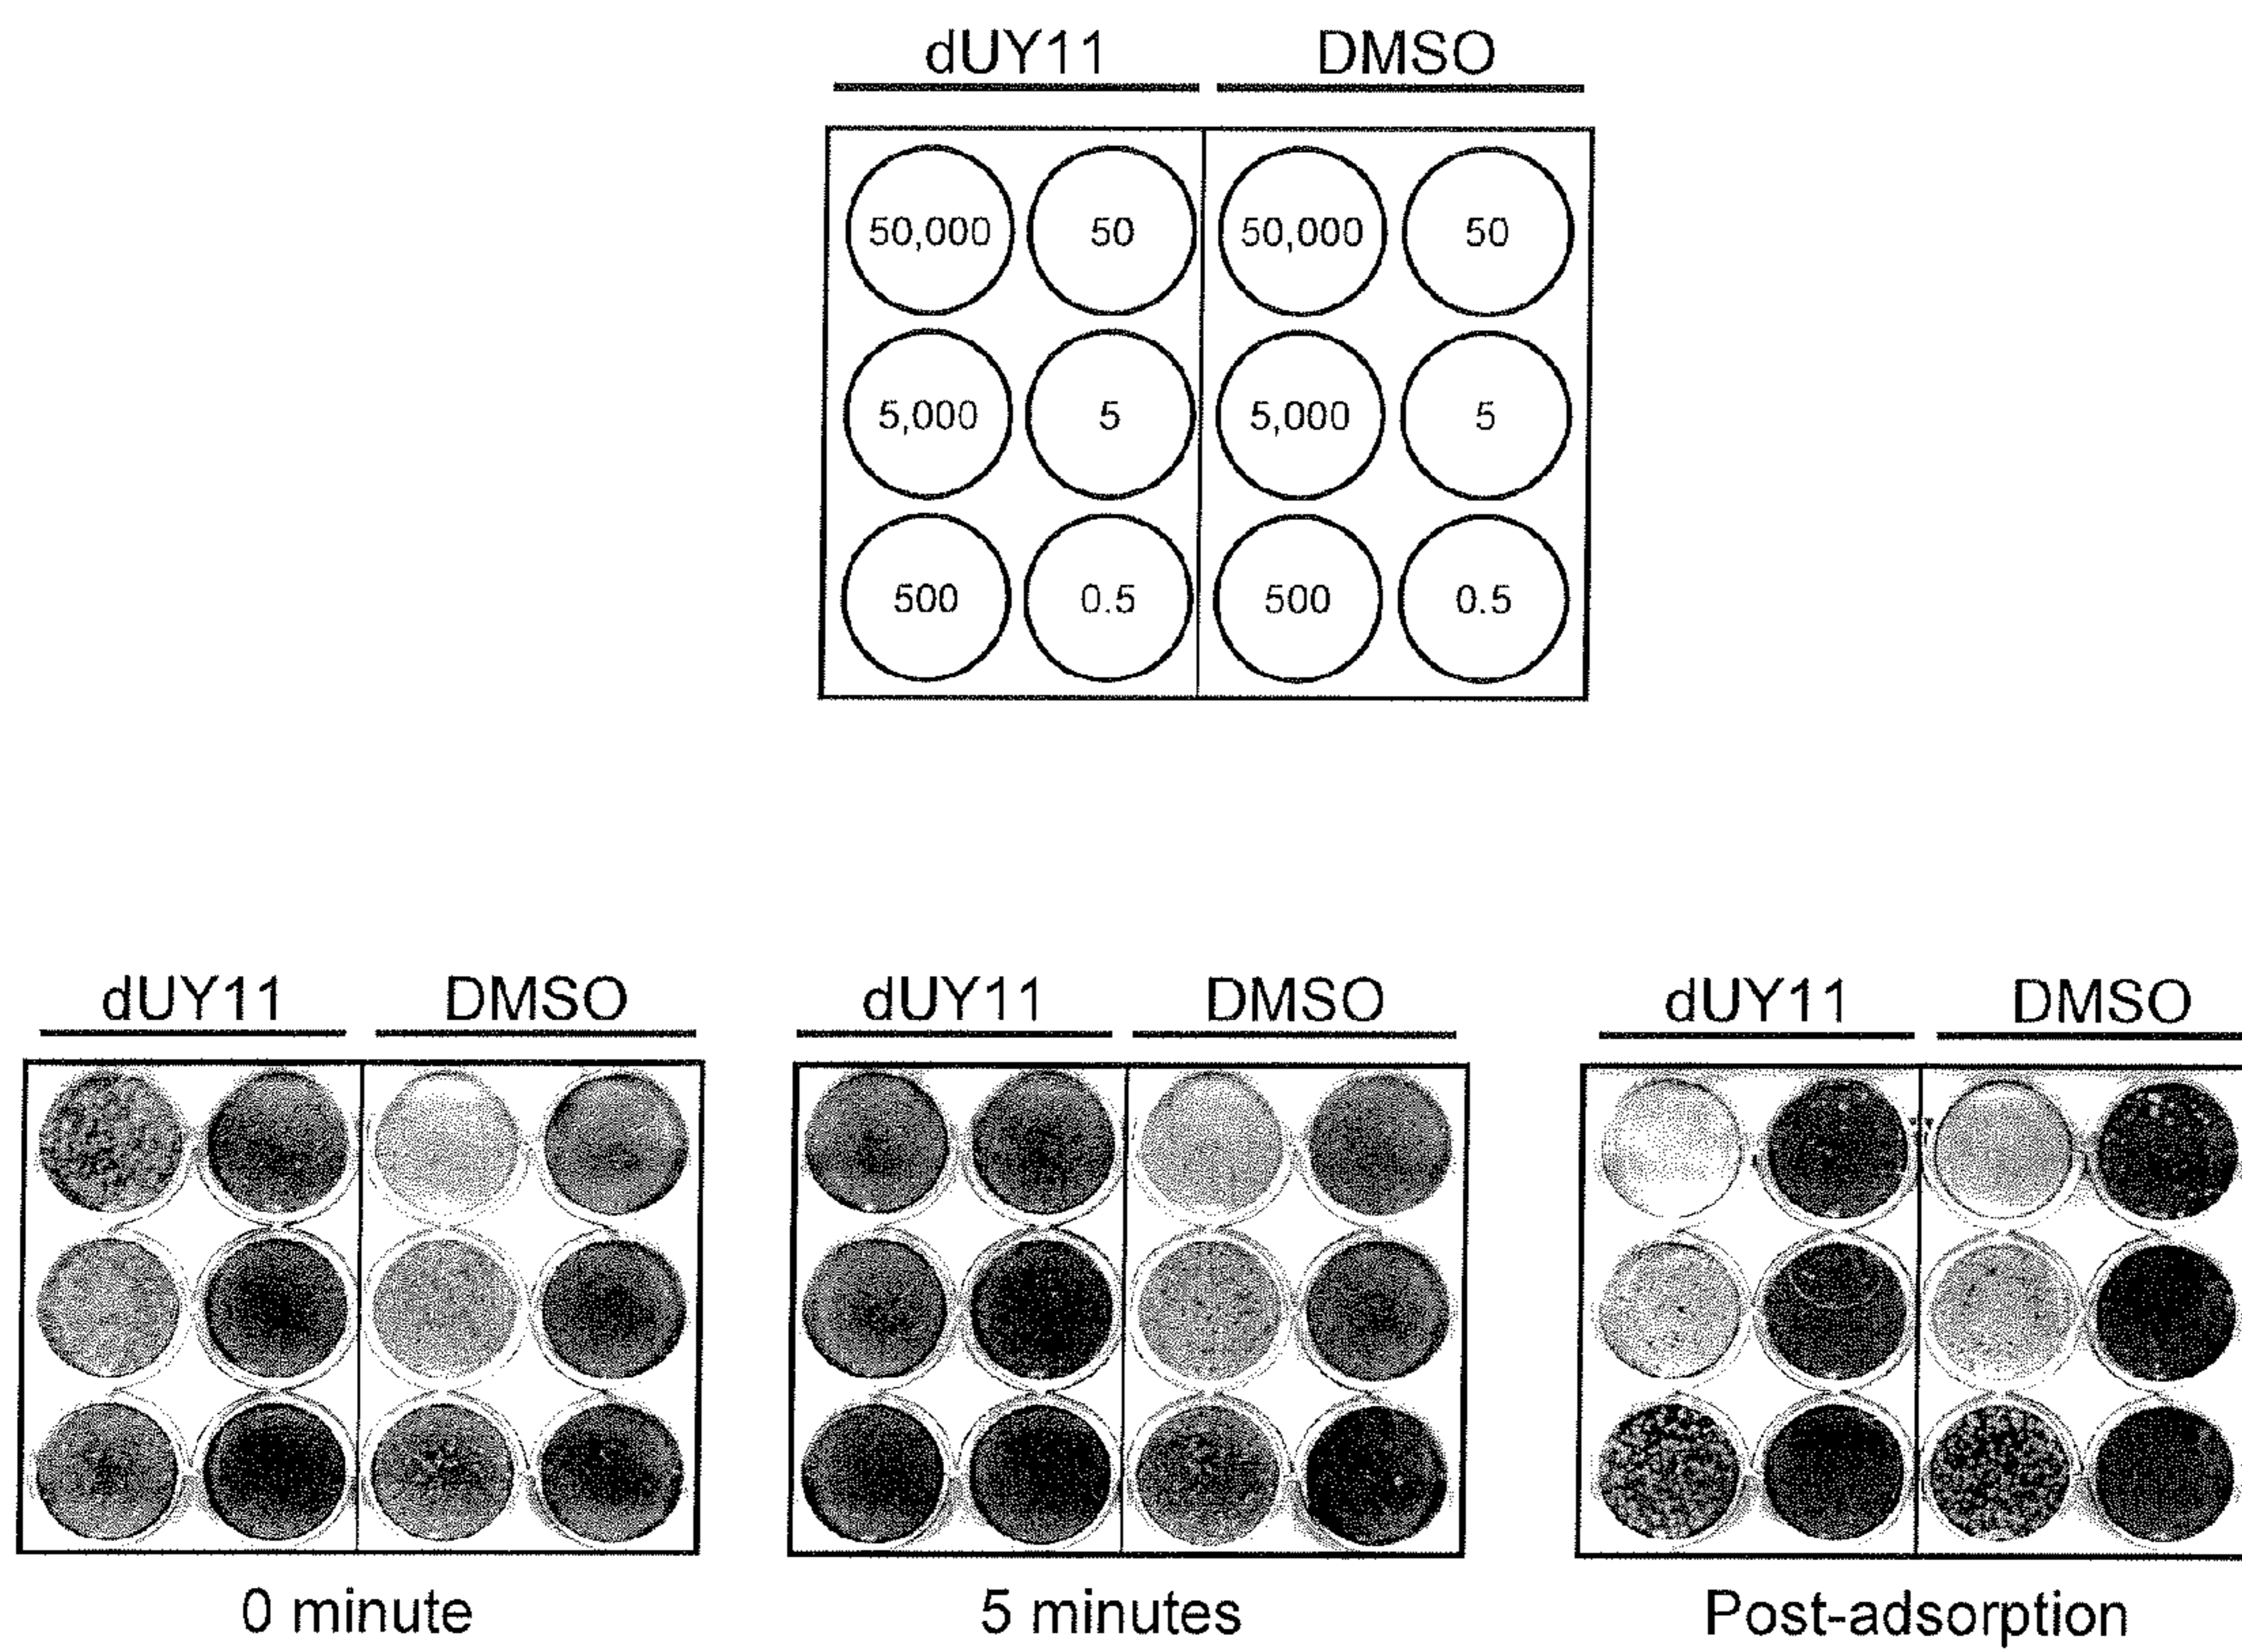 dUY11 DMSO
50,000 50 50,000 50
5,000 5 5,000 5
500 0.5 500 0.5
dUY11 DMSO dUY11 DMSO dUY11 DMSO
0 minute 5 minutes Post-adsorption